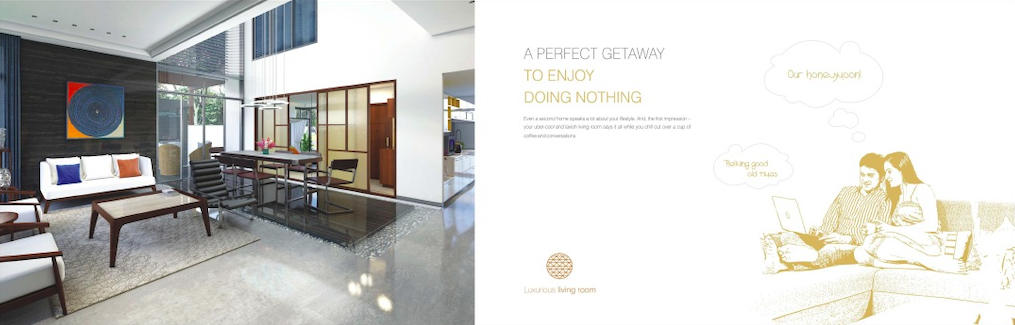 A PERFECT GETAWAY
TO ENJOY
DOING NOTHING
Even a second home speaks a lot about your lifestyle. And, the first impression -
your uber-cool and lavish living room says it all while you chill out over a cup of
coffee and conversations.
Our honeymoon!
Talking good
old times
Luxurious living room